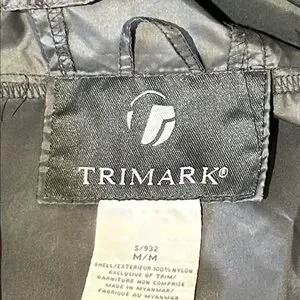 TRIMARK®
S/932
M/M
SHELL/EXTERIEUR 100% NYLON
EXCLUSIVE OF TRIM/
GARNITURE NON COMPRISE
MADE IN MYANMAR/
FABRIQUE AU MYANMAR